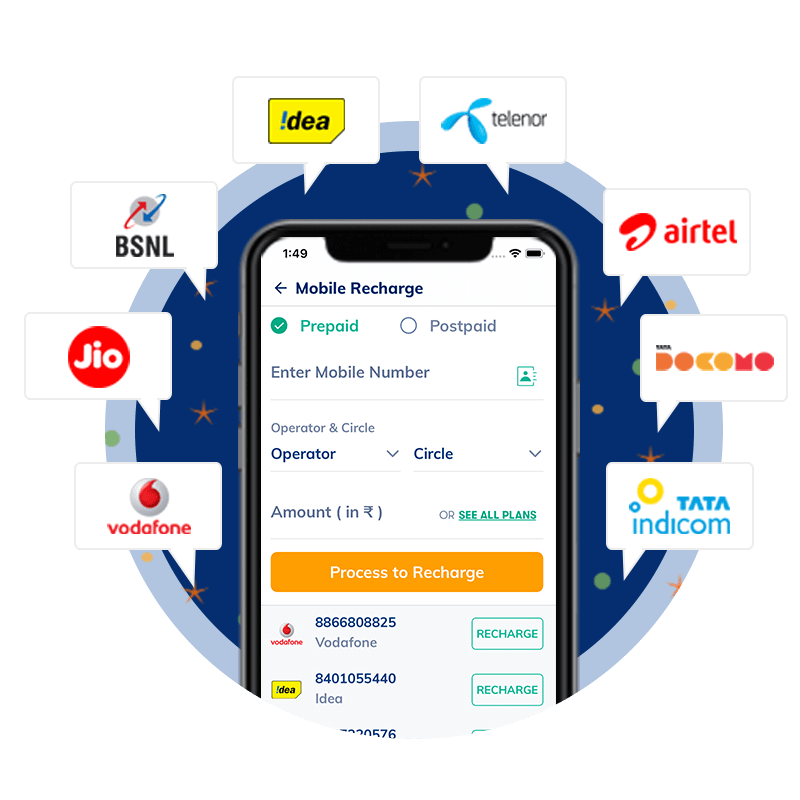 !dea
telenor
BSNL
airtel
Jio
TATA
DOCOMO
vodafone
TATA
indicom
1:49
Mobile Recharge
Prepaid
Postpaid
Enter Mobile Number
Operator & Circle
Operator
Circle
Amount ( in ₹ )
OR SEE ALL PLANS
Process to Recharge
vodafone
8866808825
Vodafone
RECHARGE
!dea
8401055440
Idea
RECHARGE